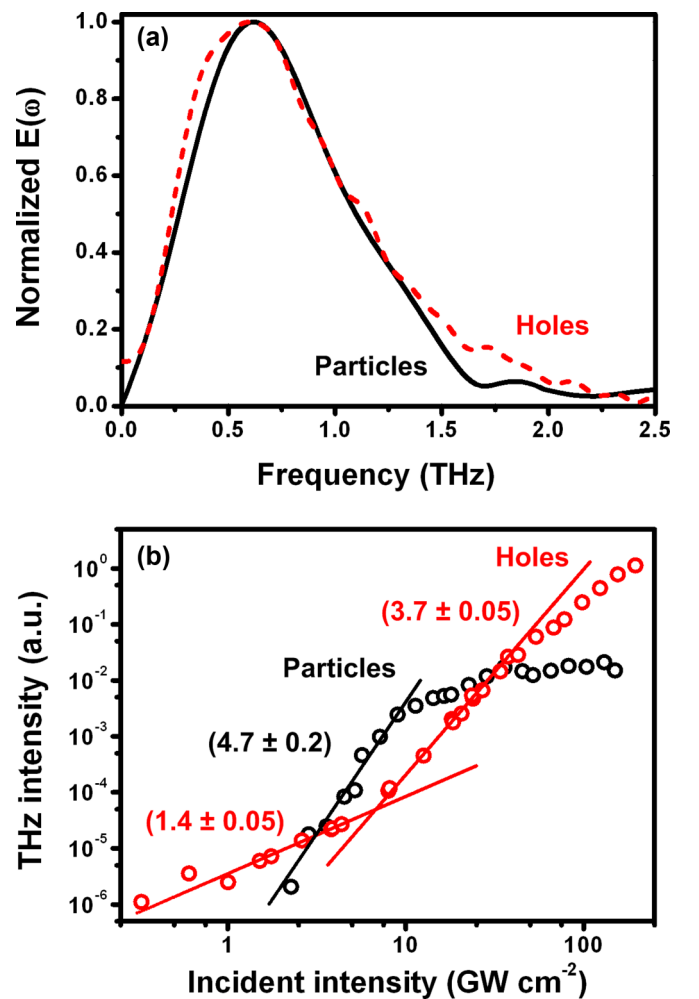 (a)
1.0
0.8
0.6
0.4
0.2
0.0
Normalized E(ω)
Holes
Particles
0.0 0.5 1.0 1.5 2.0 2.5
Frequency (THz)
(b)
Holes
10⁰
(3.7 ± 0.05)
10⁻¹
Particles
10⁻²
(4.7 ± 0.2)
10⁻³
10⁻⁴
(1.4 ± 0.05)
10⁻⁵
10⁻⁶
THz intensity (a.u.)
1 10 100
Incident intensity (GW cm⁻²)